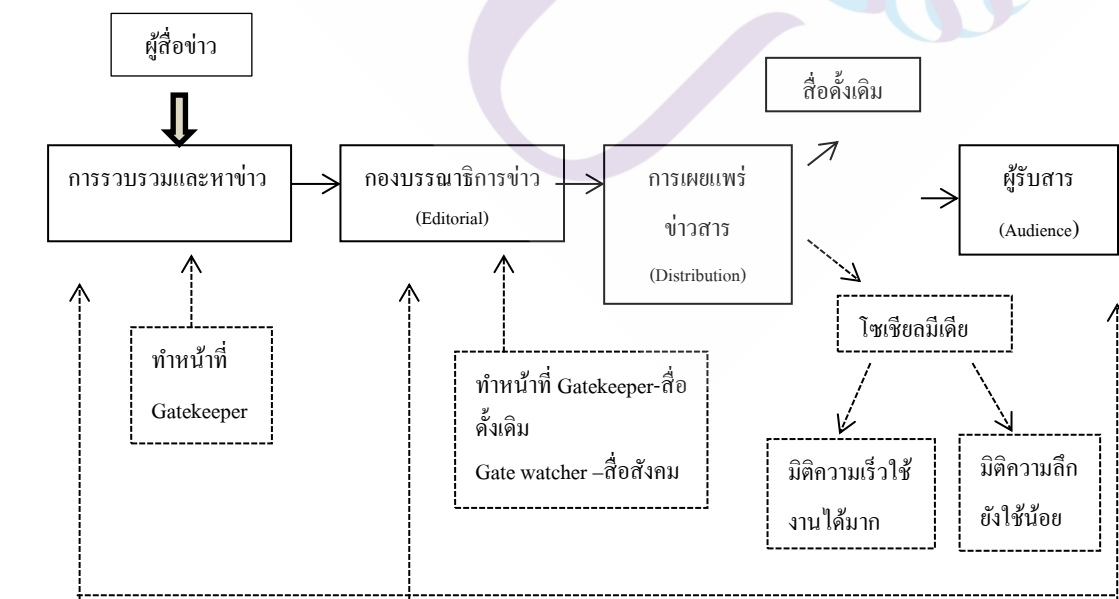 ผู้สื่อข่าว
สื่อดั้งเดิม
การรวบรวมและหาข่าว
กองบรรณาธิการข่าว
(Editorial)
การเผยแพร่
ข่าวสาร
(Distribution)
ผู้รับสาร
(Audience)
โซเชียลมีเดีย
ทำหน้าที่
Gatekeeper
ทำหน้าที่ Gatekeeper-สื่อ
ดั้งเดิม
Gate watcher –สื่อสังคม
มิติความเร็วใช้
งานได้มาก
มิติความลึก
ยังใช้น้อย